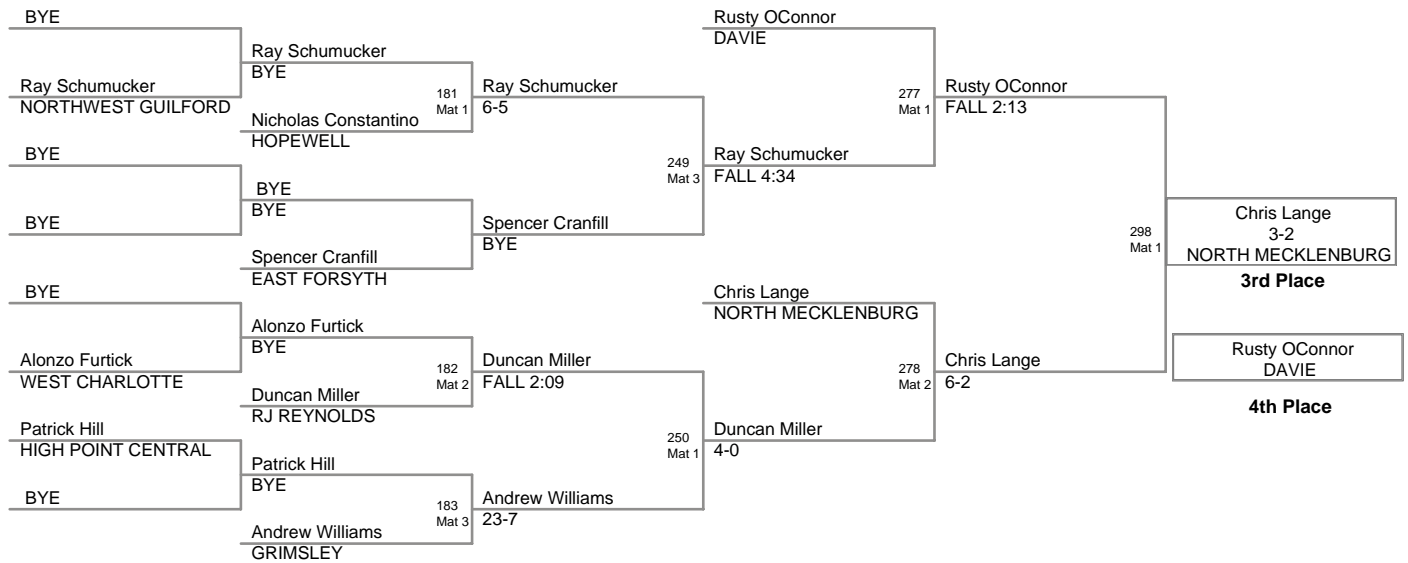 BYE
Ray Schumucker
NORTHWEST GUILFORD
BYE
BYE
BYE
Alonzo Furtick
WEST CHARLOTTE
Patrick Hill
HIGH POINT CENTRAL
BYE
Ray Schumucker
BYE
Nicholas Constantino
HOPEWELL
BYE
BYE
Spencer Cranfill
EAST FORSYTH
Alonzo Furtick
BYE
Duncan Miller
RJ REYNOLDS
Patrick Hill
BYE
Andrew Williams
GRIMSLEY
181
Mat 1
182
Mat 2
183
Mat 3
Ray Schumucker
6-5
Spencer Cranfill
BYE
Duncan Miller
FALL 2:09
Andrew Williams
23-7
249
Mat 3
250
Mat 1
Rusty OConnor
DAVIE
Ray Schumucker
FALL 4:34
Chris Lange
NORTH MECKLENBURG
Duncan Miller
4-0
277
Mat 1
278
Mat 2
Rusty OConnor
FALL 2:13
Chris Lange
6-2
298
Mat 1
Chris Lange
3-2
NORTH MECKLENBURG
3rd Place
Rusty OConnor
DAVIE
4th Place